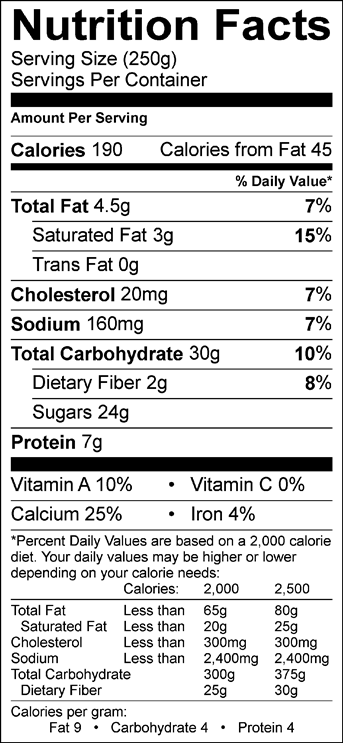 Nutrition Facts
Serving Size (250g)
Servings Per Container
Amount Per Serving
Calories 190 Calories from Fat 45
% Daily Value*
Total Fat 4.5g 7%
Saturated Fat 3g 15%
Trans Fat 0g
Cholesterol 20mg 7%
Sodium 160mg 7%
Total Carbohydrate 30g 10%
Dietary Fiber 2g 8%
Sugars 24g
Protein 7g
Vitamin A 10% • Vitamin C 0%
Calcium 25% • Iron 4%
*Percent Daily Values are based on a 2,000 calorie
diet. Your daily values may be higher or lower
depending on your calorie needs:
Calories: 2,000 2,500
Total Fat Less than 65g 80g
Saturated Fat Less than 20g 25g
Cholesterol Less than 300mg 300mg
Sodium Less than 2,400mg 2,400mg
Total Carbohydrate 300g 375g
Dietary Fiber 25g 30g
Calories per gram:
Fat 9 • Carbohydrate 4 • Protein 4